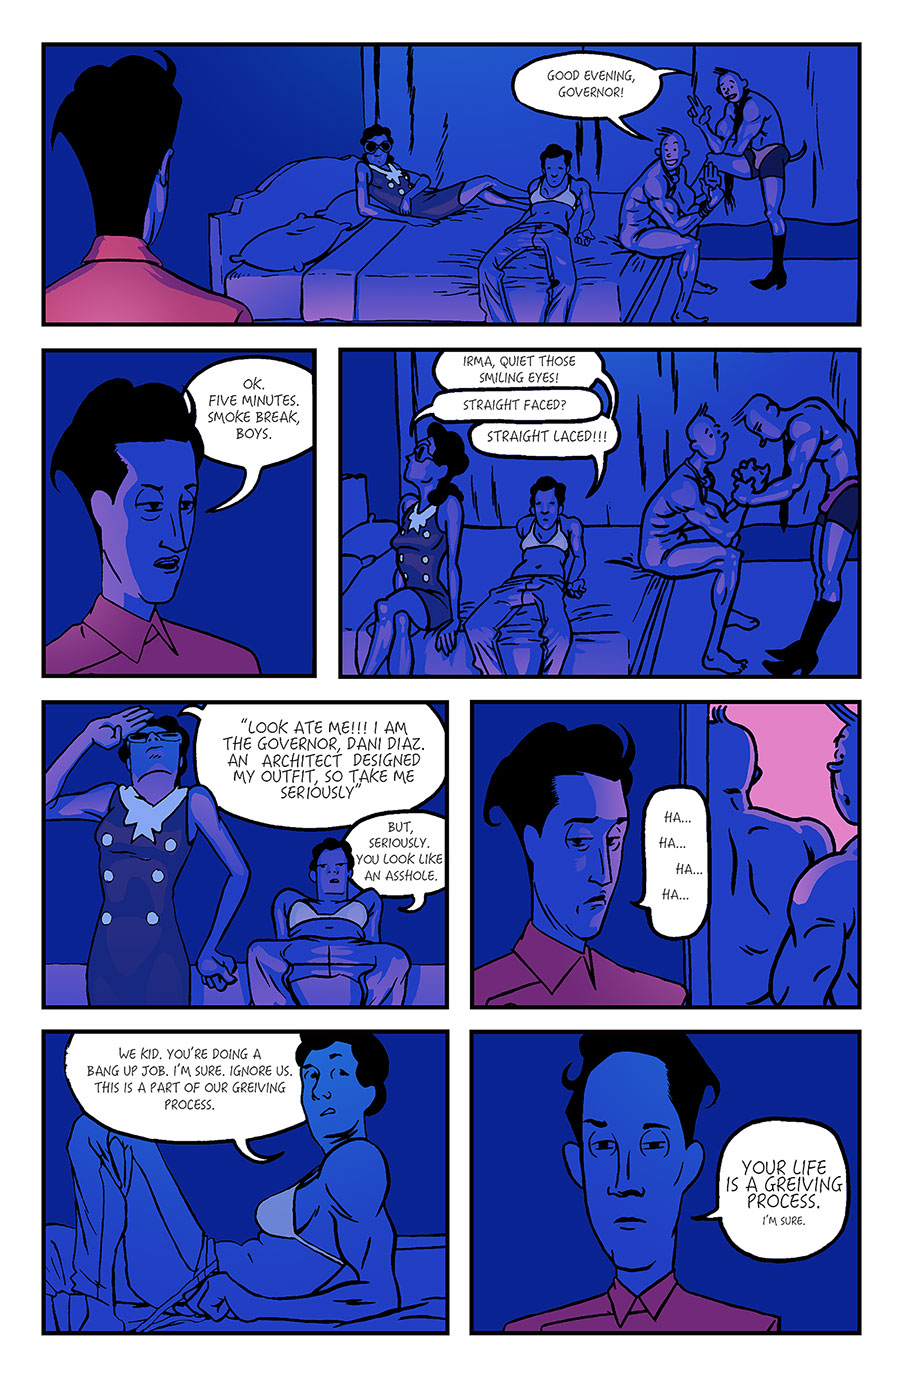 GOOD EVENING,
GOVERNOR!
OK.
FIVE MINUTES.
SMOKE BREAK,
BOYS.
IRMA, QUIET THOSE
SMILING EYES!
STRAIGHT FACED?
STRAIGHT LACED!!!
"LOOK ATE ME!!! I AM
THE GOVERNOR, DANI DIAZ.
AN ARCHITECT DESIGNED
MY OUTFIT, SO TAKE ME
SERIOUSLY"
BUT,
SERIOUSLY.
YOU LOOK LIKE
AN ASSHOLE.
HA...
HA...
HA...
HA...
WE KID. YOU'RE DOING A
BANG UP JOB. I'M SURE. IGNORE US.
THIS IS A PART OF OUR GREIVING
PROCESS.
YOUR LIFE
IS A GREIVING
PROCESS.
I'M SURE.